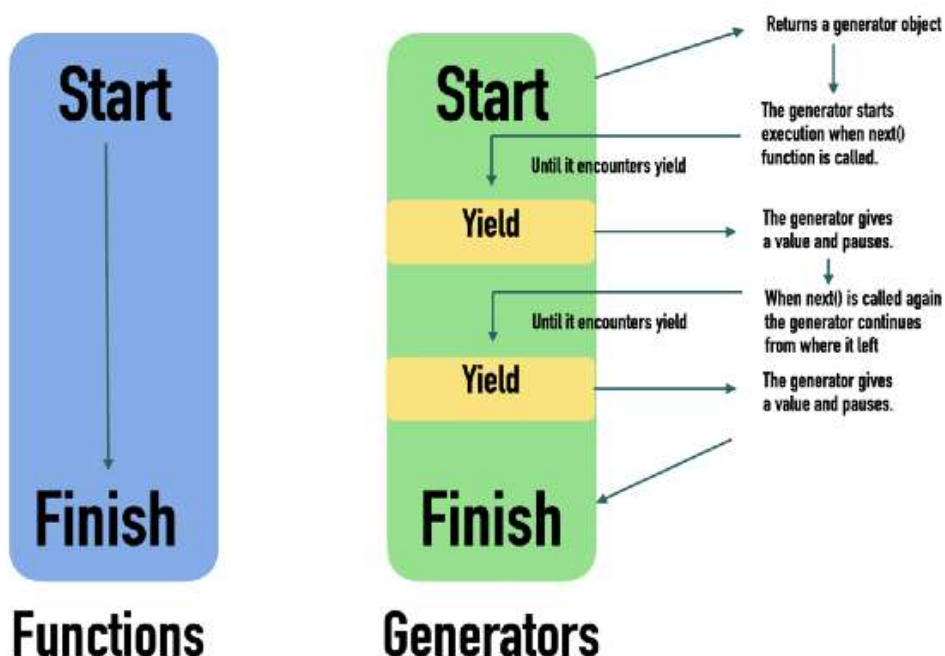 Start
Finish
Functions
Start
Yield
Yield
Finish
Generators
Returns a generator object
The generator starts
execution when next()
function is called.
Until it encounters yield
The generator gives
a value and pauses.
When next() is called again
the generator continues
from where it left
Until it encounters yield
The generator gives
a value and pauses.